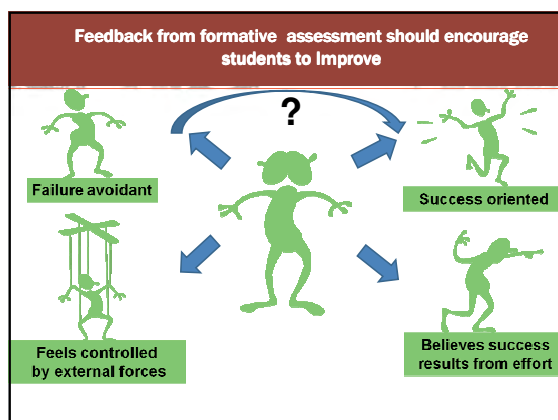 Feedback from formative assessment should encourage
students to Improve
?
Failure avoidant
Success oriented
Feels controlled
by external forces
Believes success
results from effort